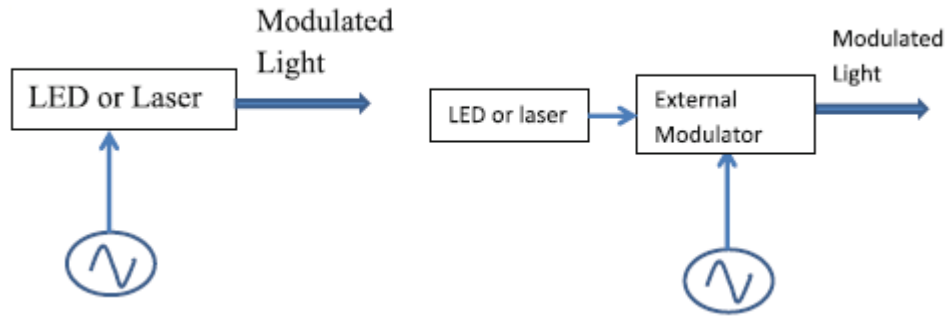 Modulated
Light
LED or Laser
Modulated
Light
LED or laser
External
Modulator